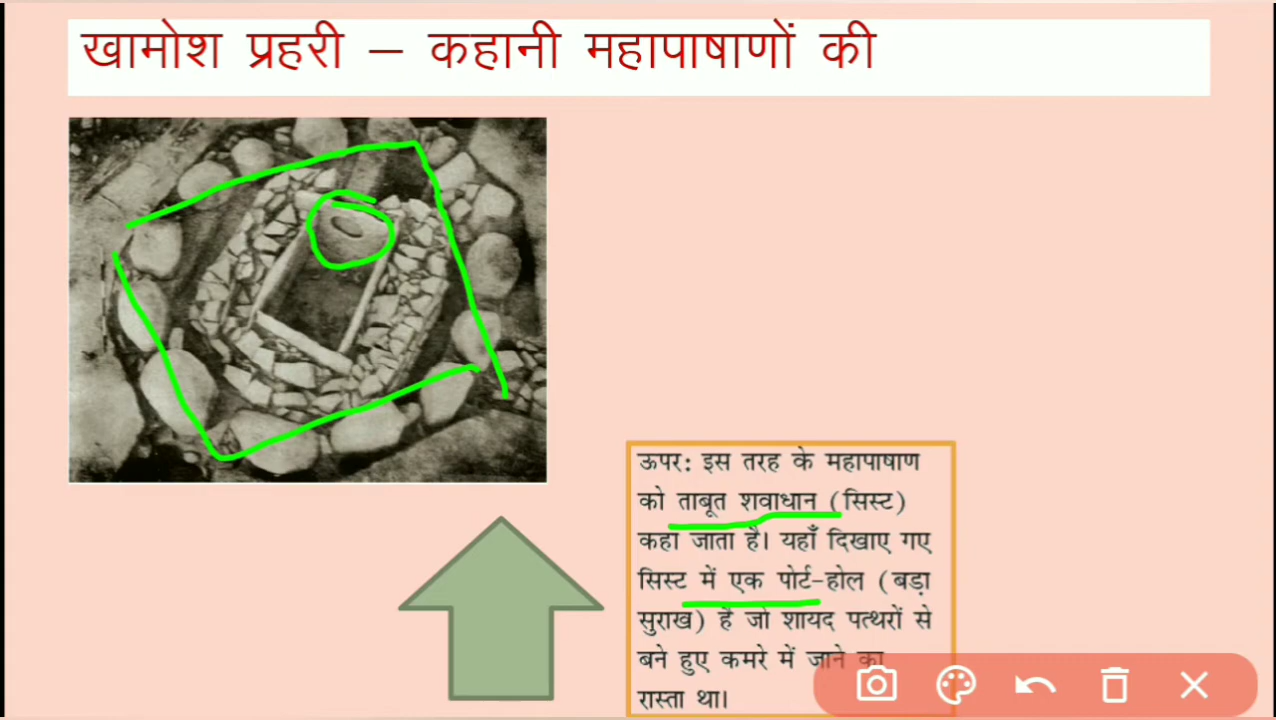 खामोश प्रहरी – कहानी महापाषाणों की
ऊपर: इस तरह के महापाषाण
को ताबूत शवाधान (सिस्ट)
कहा जाता है। यहाँ दिखाए गए
सिस्ट में एक पोर्ट-होल (बड़ा
सुराख) है जो शायद पत्थरों से
बने हुए कमरे में जाने का
रास्ता था।